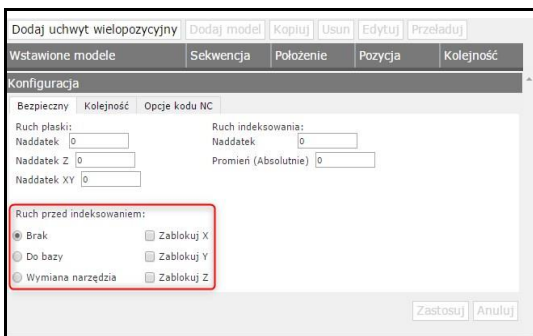 Dodaj uchwyt wielopozycyjny Dodaj model Kopiuj Usun Edytuj Przeładuj
Wstawione modele Sekwencja Położenie Pozycja Kolejność
Konfiguracja
Bezpieczny Kolejność Opcje kodu NC
Ruch płaski: Ruch indeksowania:
Naddatek 0 Naddatek 0
Naddatek Z 0 Promień (Absolutnie) 0
Naddatek XY 0
Ruch przed indeksowaniem:
Brak Zablokuj X
Do bazy Zablokuj Y
Wymiana narzędzia Zablokuj Z
Zastosuj Anuluj